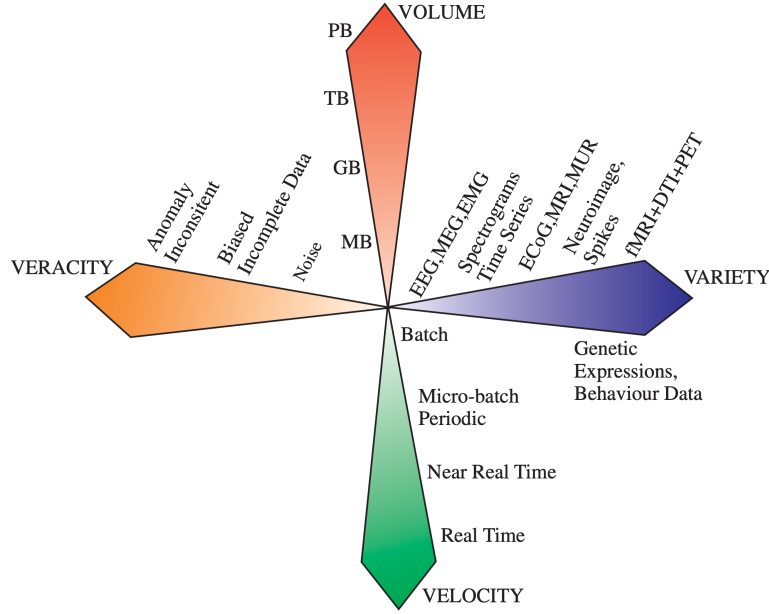 VOLUME
PB
TB
GB
MB
VERACITY
Anomaly
Inconsitent
Biased
Incomplete Data
Noise
EEG,MEG,EMG
Spectrograms
Time Series
ECoG,MRI,MUR
Neuroimage,
Spikes
fMRI+DTI+PET
VARIETY
Genetic
Expressions,
Behaviour Data
Batch
Micro-batch
Periodic
Near Real Time
Real Time
VELOCITY